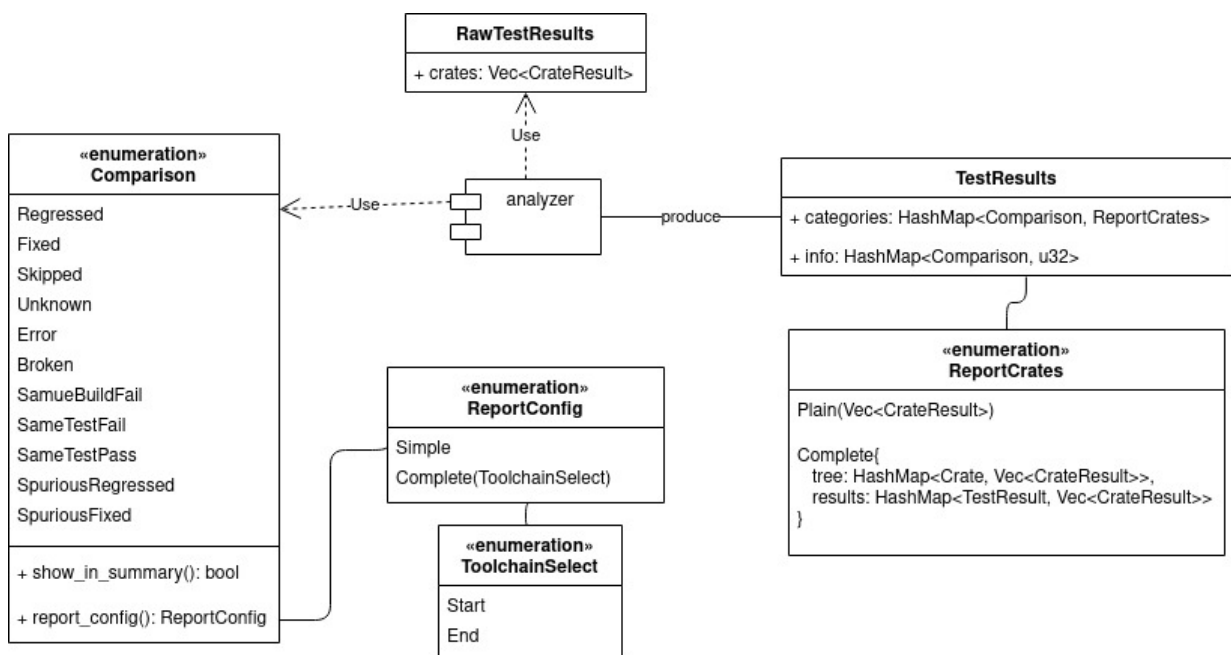 RawTestResults
+ crates: Vec<CrateResult>
Use
«enumeration»
Comparison
Regressed
Fixed
Skipped
Unknown
Error
Broken
SamueBuildFail
SameTestFail
SameTestPass
SpuriousRegressed
SpuriousFixed
+ show_in_summary(): bool
+ report_config(): ReportConfig
Use
analyzer
produce
TestResults
+ categories: HashMap<Comparison, ReportCrates>
+ info: HashMap<Comparison, u32>
«enumeration»
ReportCrates
Plain(Vec<CrateResult>)
Complete{
tree: HashMap<Crate, Vec<CrateResult>>,
results: HashMap<TestResult, Vec<CrateResult>>
}
«enumeration»
ReportConfig
Simple
Complete(ToolchainSelect)
«enumeration»
ToolchainSelect
Start
End